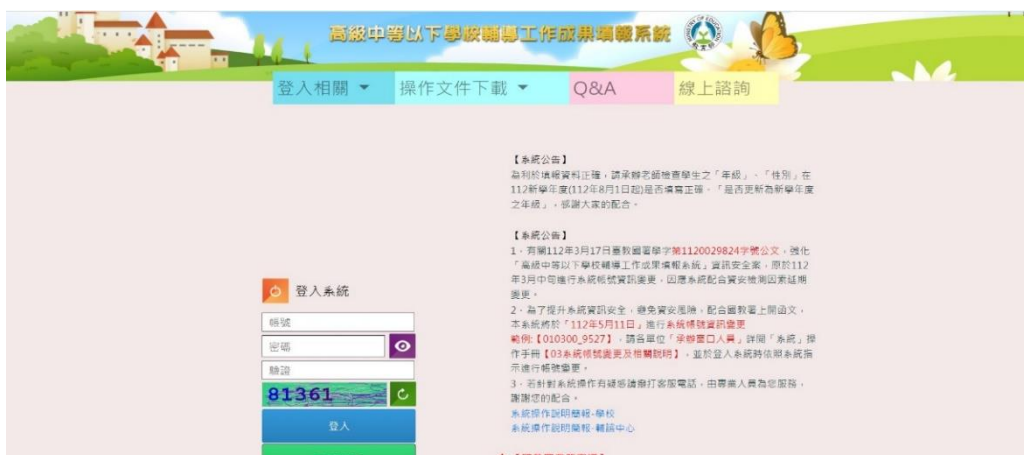 高級中等以下學校輔導工作成果填報系統
登入相關
操作文件下載
Q&A
線上諮詢
【系統公告】
為利於填報資料正確，請承辦老師檢查學生之「年級」、「性別」在
112新學年度(112年8月1日起)是否填寫正確、「是否更新為新學年度
之年級」，感謝大家的配合。
【系統公告】
1、有關112年3月17日臺教國署學字第1120029824字號公文，強化
「高級中等以下學校輔導工作成果填報系統」資訊安全案，原於112
年3月中旬進行系統帳號資訊變更，因應系統配合資安檢測因素延期
變更。
2、為了提升系統資訊安全，避免資安風險，配合國教署上開函文，
本系統將於「112年5月11日」進行系統帳號資訊變更
範例:【010300_9527】，請各單位「承辦窗口人員」詳閱「系統」操
作手冊【03系統帳號變更及相關說明】，並於登入系統時依照系統指
示進行帳號變更。
3、若針對系統操作有疑惑請撥打客服電話，由專業人員為您服務，
謝謝您的配合。
系統操作說明簡報-學校
系統操作說明簡報-輔諮中心
登入系統
帳號
密碼
驗證
81361
登入